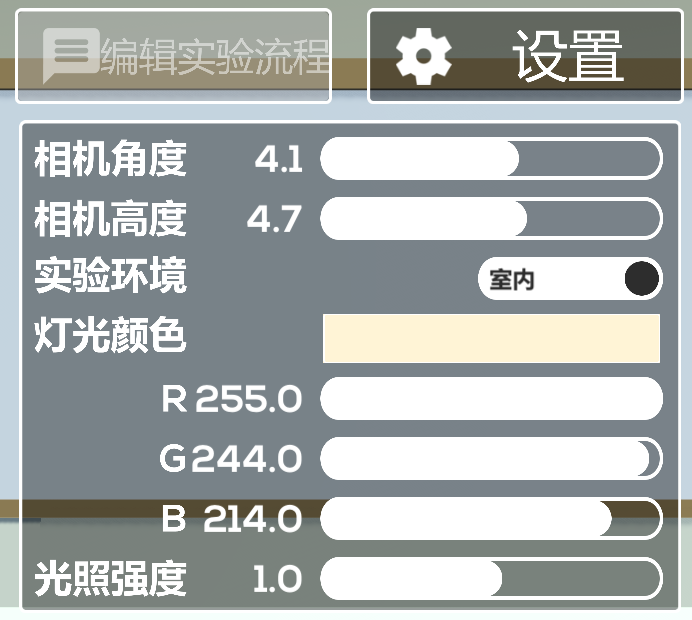 编辑实验流程
设置
相机角度 4.1
相机高度 4.7
实验环境 室内
灯光颜色
R 255.0
G 244.0
B 214.0
光照强度 1.0